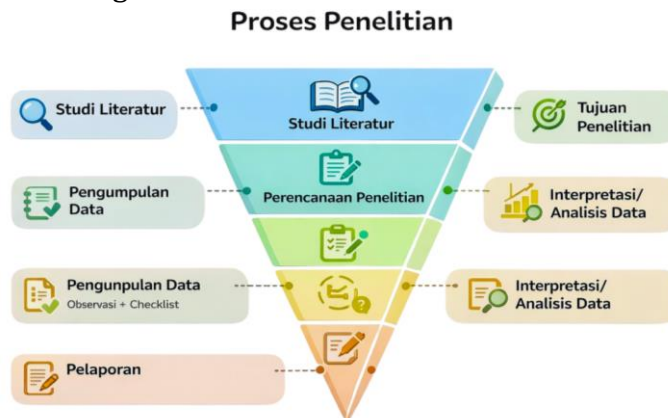 Proses Penelitian
Studi Literatur
Studi Literatur
Tujuan
Penelitian
Pengumpulan
Data
Perencanaan Penelitian
Interpretasi/
Analisis Data
Pengunpulan Data
Observasi + Checklist
Interpretasi/
Analisis Data
Pelaporan